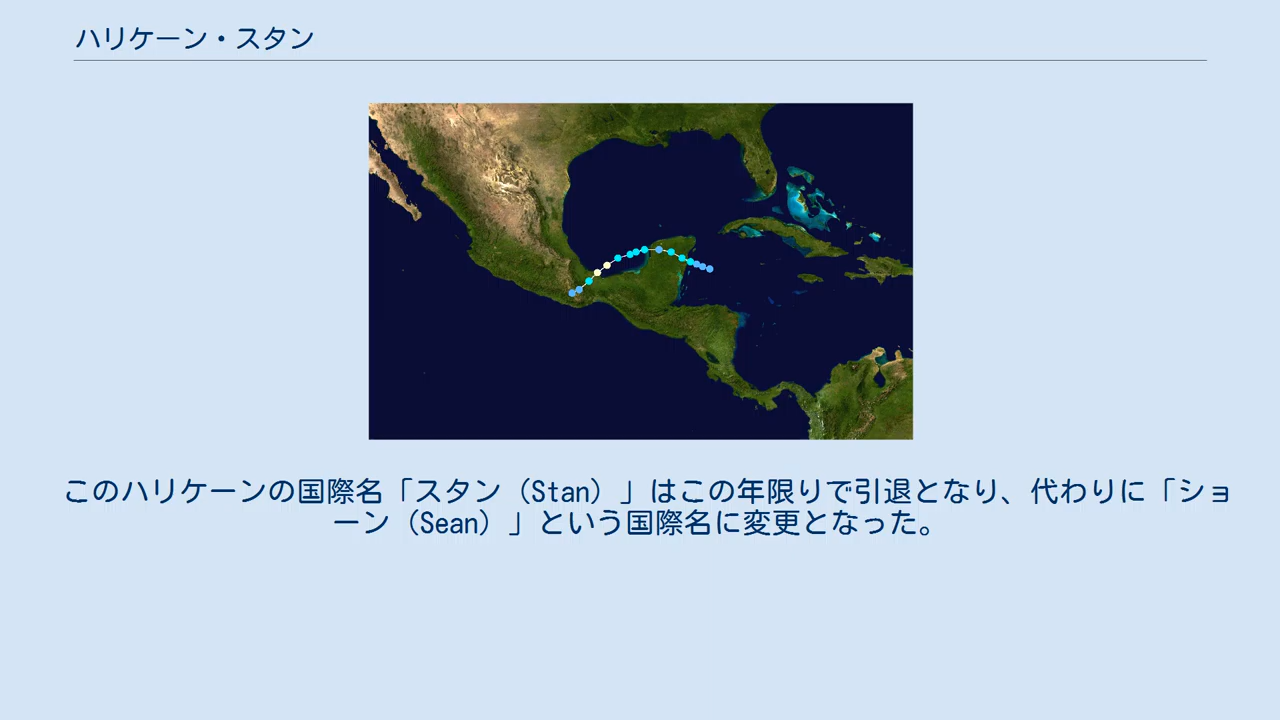 ハリケーン・スタン
このハリケーンの国際名「スタン（Stan）」はこの年限りで引退となり、代わりに「ショ
ーン（Sean）」という国際名に変更となった。